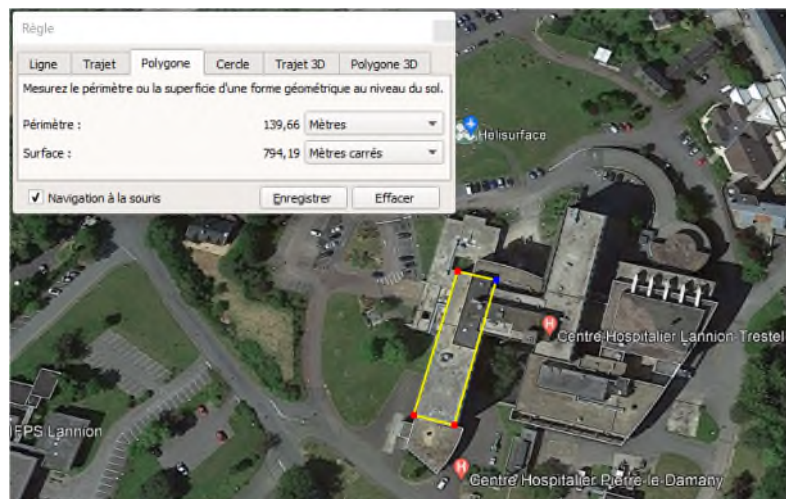 Règle
Ligne Trajet Polygone Cercle Trajet 3D Polygone 3D
Mesurez le périmètre ou la superficie d'une forme géométrique au niveau du sol.
Périmètre : 139,66 Mètres
Surface : 794,19 Mètres carrés
Navigation à la souris Enregistrer Effacer
Hélisurface
H Centre Hospitalier Lannion-Trestel
IFPS Lannion
H Centre Hospitalier Pierre-le-Damany